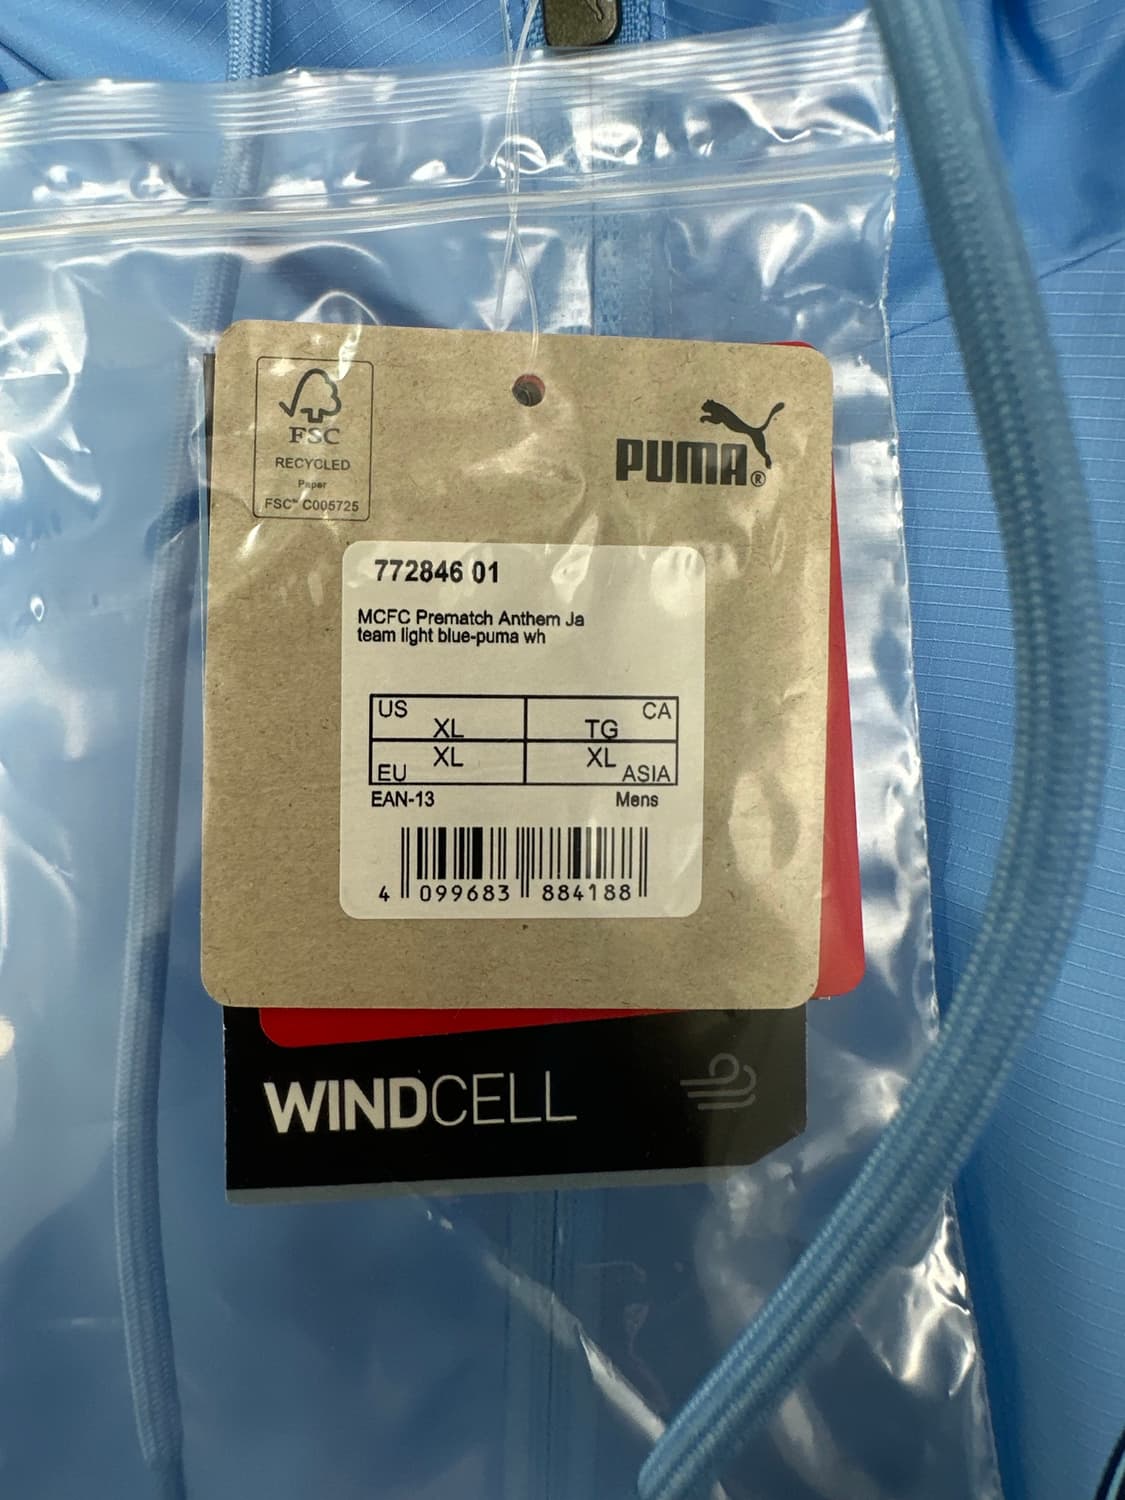 FSC
RECYCLED
Paper
FSC™ C005725
PUMA®
772846 01
MCFC Prematch Anthem Ja
team light blue-puma wh
US XL TG CA
EU XL XL ASIA
EAN-13 Mens
4 099683 884188
WINDCELL